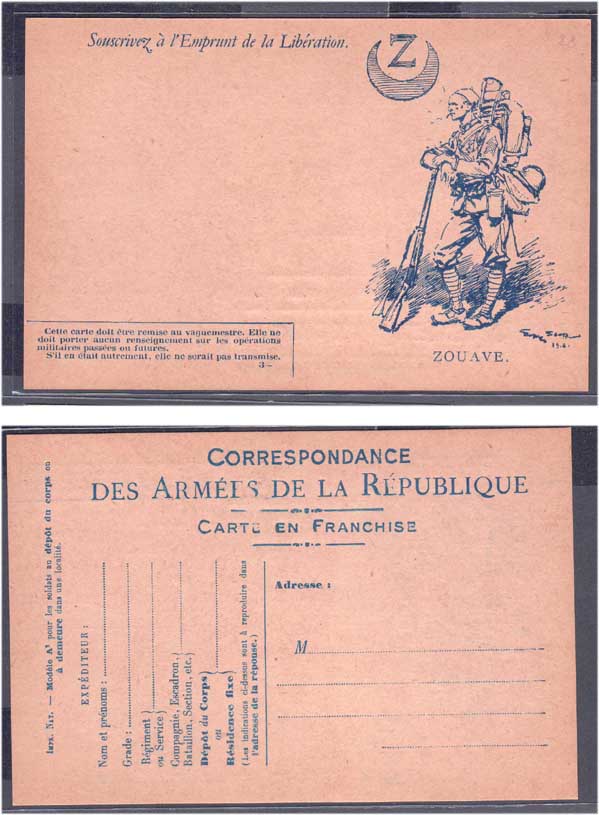 Souscrivez à l'Emprunt de la Libération.
Z
Cette carte doit être remise au vaguemestre. Elle ne
doit porter aucun renseignement sur les opérations
militaires passées ou futures.
S'il en était autrement, elle ne serait pas transmise.
3—
ZOUAVE.
CORRESPONDANCE
DES ARMÉES DE LA RÉPUBLIQUE
CARTE EN FRANCHISE
IMP. NAT. — Modèle A¹ pour les soldats au dépôt du corps ou
à demeure dans une localité.
EXPÉDITEUR :
Nom et prénoms :
Grade :
Régiment
ou Service)
Compagnie, Escadron,
Bataillon, Section, etc.)
Dépôt du Corps
ou
Résidence fixe
(Les indications ci-dessus sont à reproduire dans
l'adresse de la réponse.)
Adresse :
M